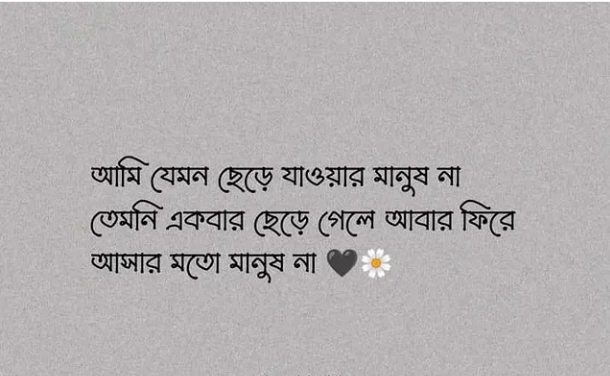 আমি যেমন ছেড়ে যাওয়ার মানুষ না
তেমনি একবার ছেড়ে গেলে আবার ফিরে
আসার মতো মানুষ না 🖤🌼